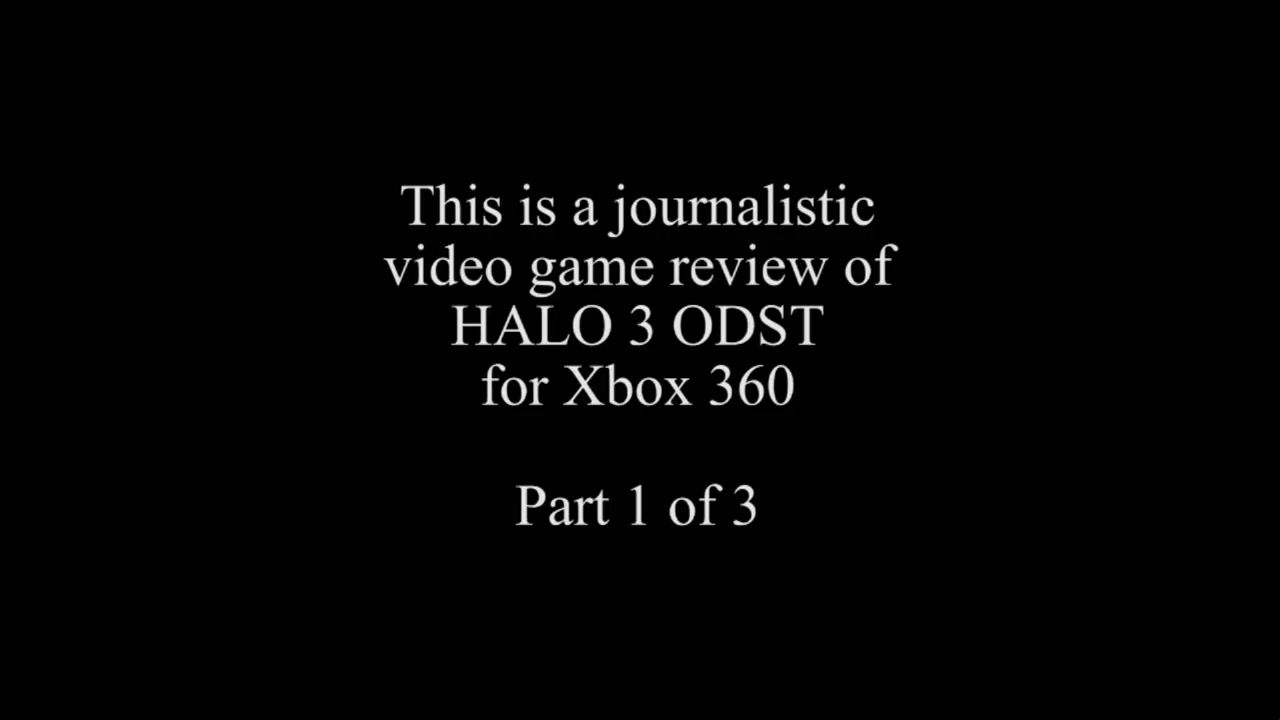 This is a journalistic
video game review of
HALO 3 ODST
for Xbox 360
Part 1 of 3